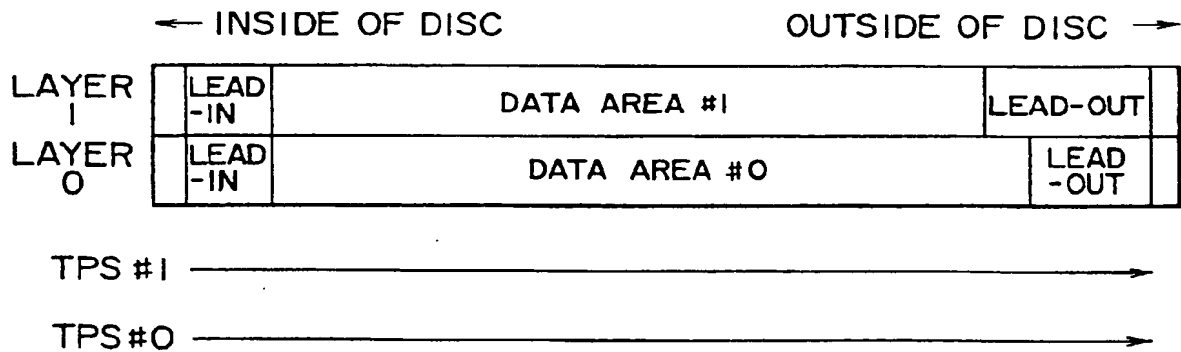 ← INSIDE OF DISC OUTSIDE OF DISC →
LAYER 1 LEAD-IN DATA AREA #1 LEAD-OUT
LAYER 0 LEAD-IN DATA AREA #0 LEAD-OUT
TPS #1
TPS #0